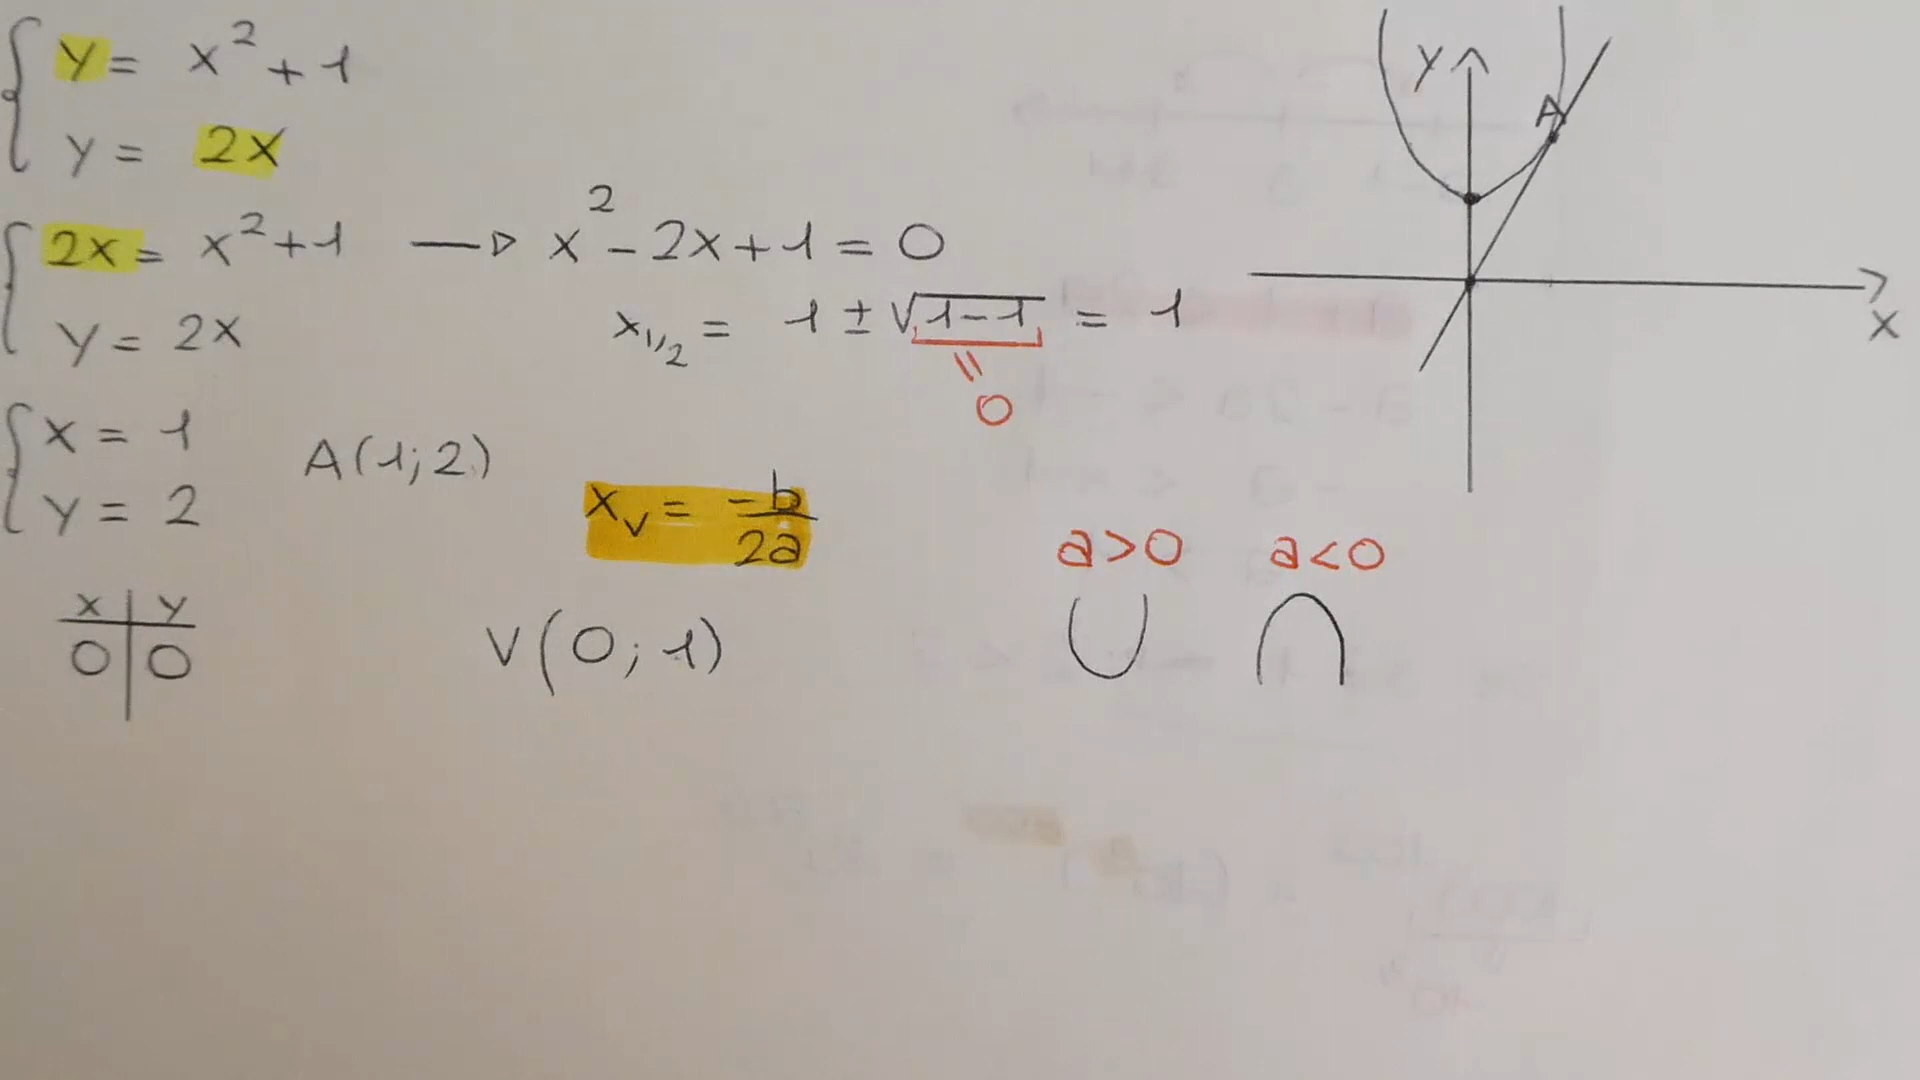 y = x² + 1
y = 2x
2x = x² + 1 → x² - 2x + 1 = 0
y = 2x
x₁/₂ = 1 ± √1-1 = 1
=
0
x = 1
y = 2
A(1;2)
xᵥ = -b/2a
x | y
0 | 0
V(0;1)
a>0 a<0
y
A
x